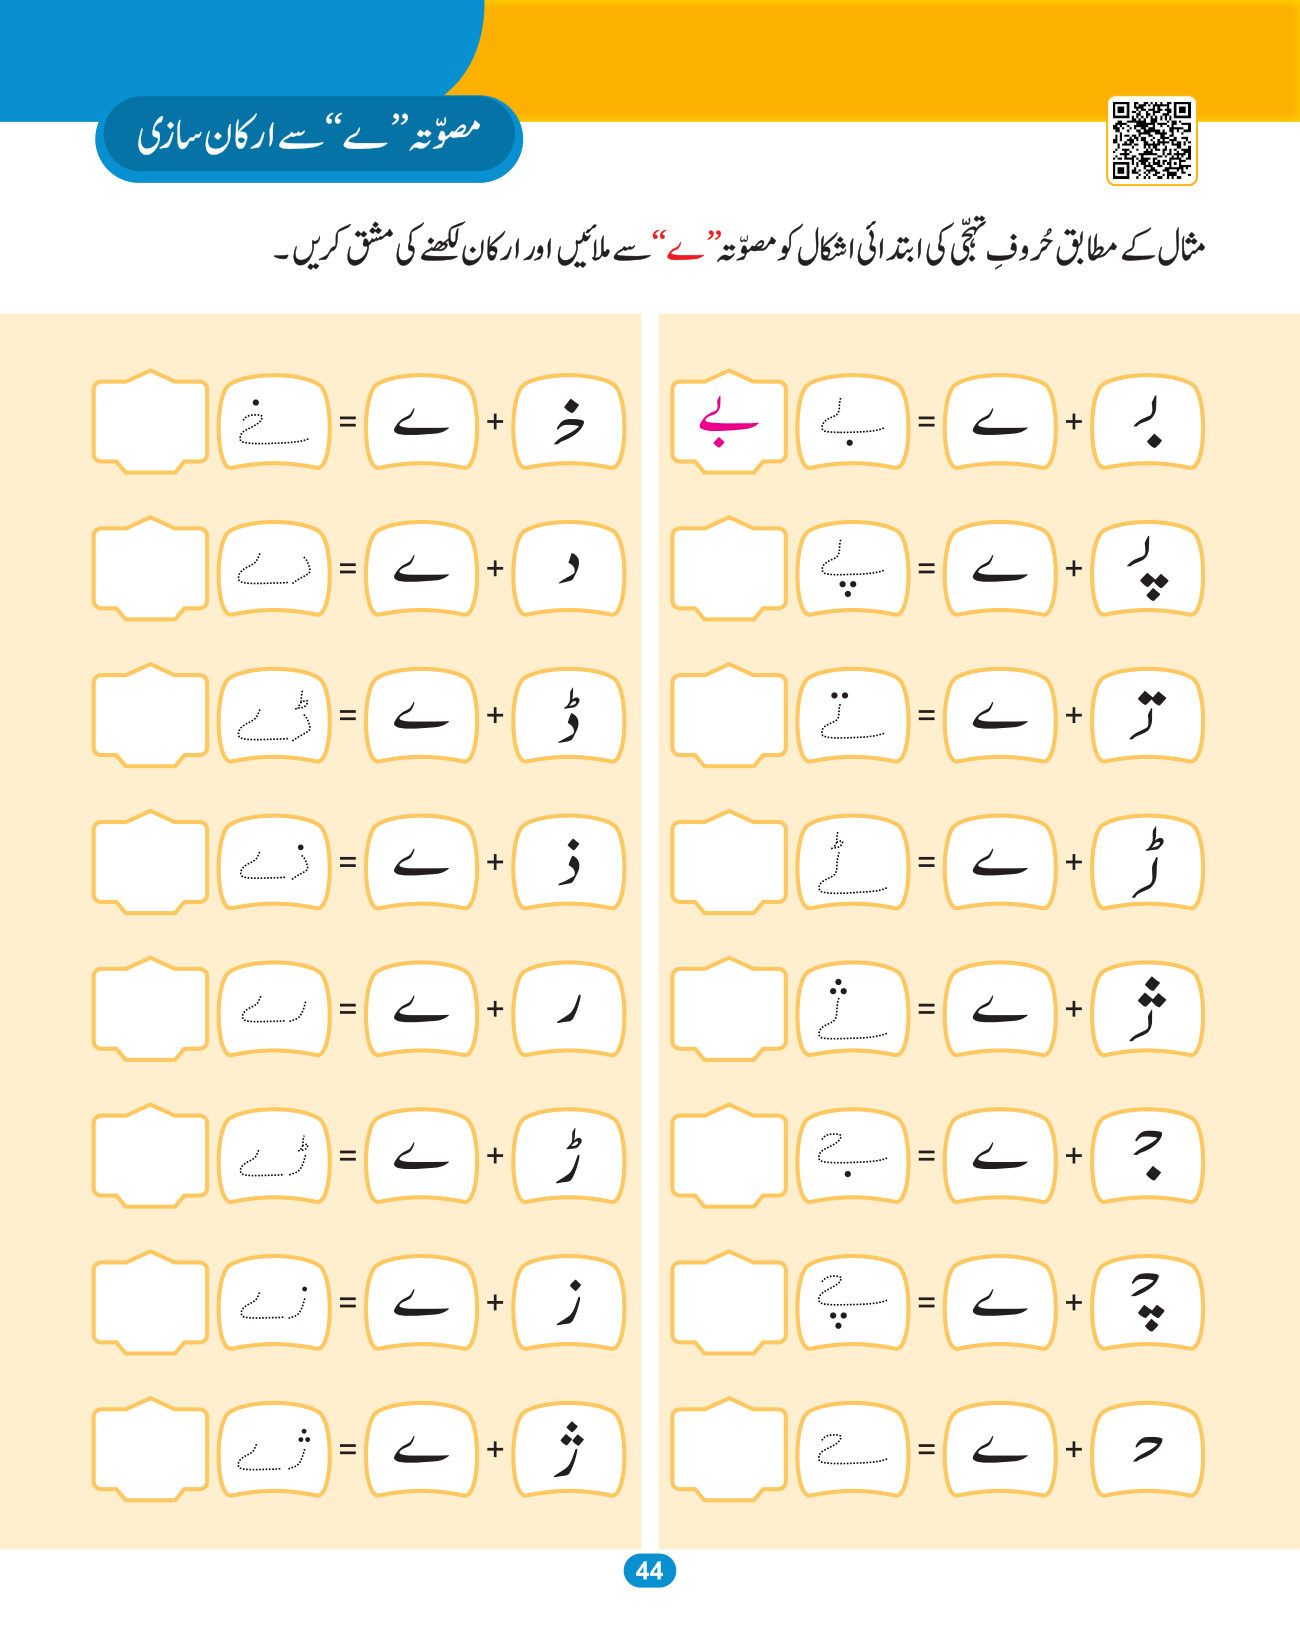 مصوّتہ ”ے“ سے ارکان سازی
مثال کے مطابق حُروفِ تہجّی کی ابتدائی اشکال کو مصوّتہ ”ے“ سے ملائیں اور ارکان لکھنے کی مشق کریں۔
بـ + ے = بے بے
پـ + ے = پے
تـ + ے = تے
ٹـ + ے = ٹے
ثـ + ے = ثے
جـ + ے = جے
چـ + ے = چے
حـ + ے = حے
خـ + ے = خے
د + ے = دے
ڈ + ے = ڈے
ذ + ے = ذے
ر + ے = رے
ڑ + ے = ڑے
ز + ے = زے
ژ + ے = ژے
44